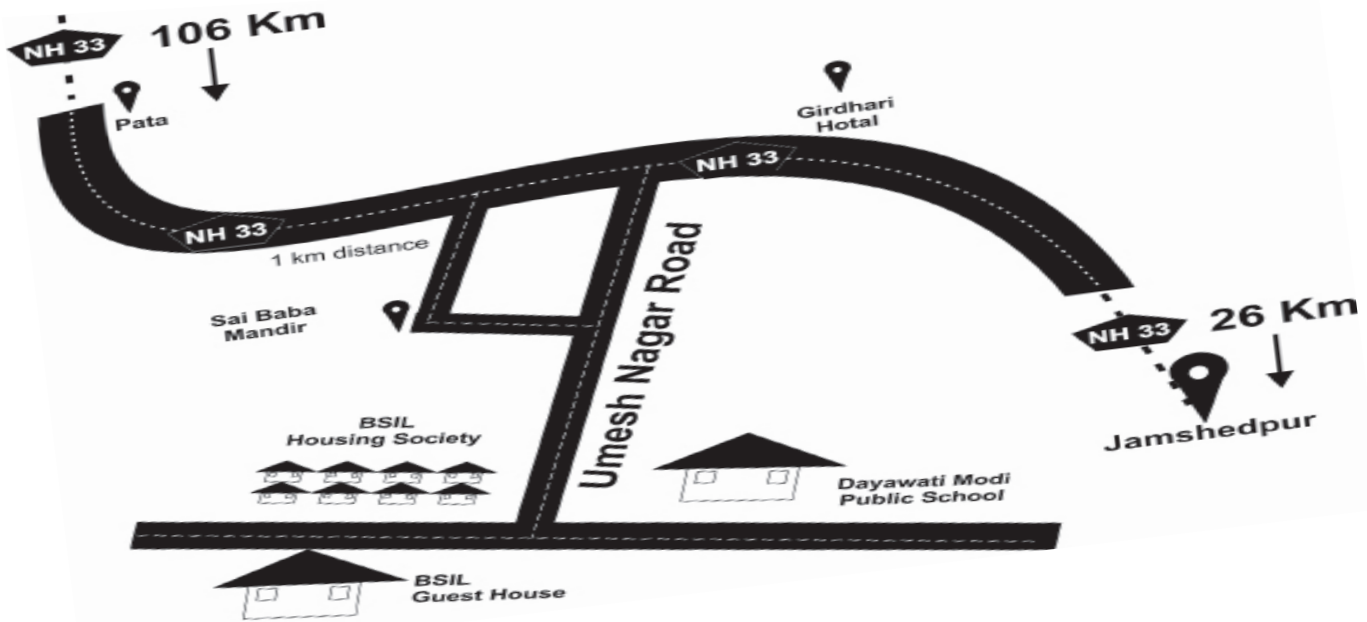 NH 33
106 Km
Pata
Girdhari
Hotal
NH 33
NH 33
1 km distance
Sai Baba
Mandir
Umesh Nagar Road
NH 33
26 Km
Jamshedpur
BSIL
Housing Society
Dayawati Modi
Public School
BSIL
Guest House